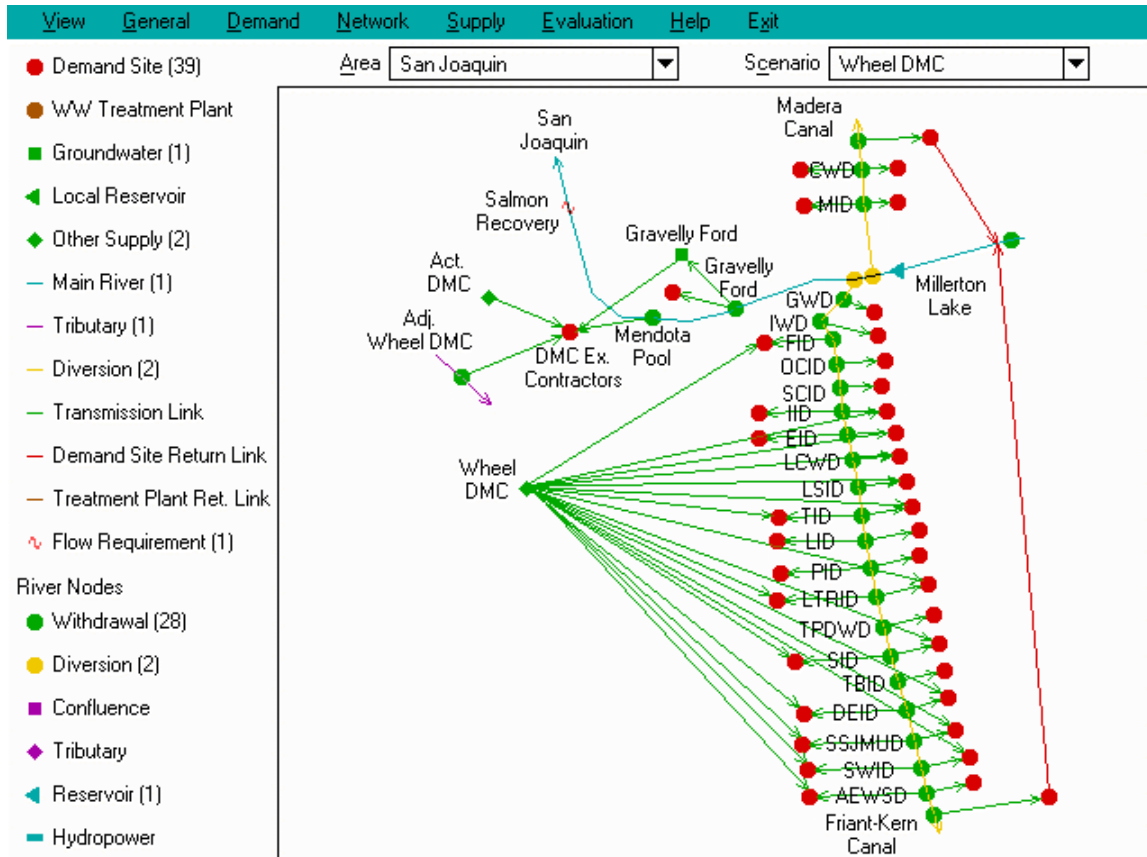 View General Demand Network Supply Evaluation Help Exit
Area San Joaquin Scenario Wheel DMC
Demand Site (39)
WW Treatment Plant
Groundwater (1)
Local Reservoir
Other Supply (2)
Main River (1)
Tributary (1)
Diversion (2)
Transmission Link
Demand Site Return Link
Treatment Plant Ret. Link
Flow Requirement (1)
River Nodes
Withdrawal (28)
Diversion (2)
Confluence
Tributary
Reservoir (1)
Hydropower
San
Joaquin
Salmon
Recovery
Act.
DMC
Adj.
Wheel DMC
DMC Ex.
Contractors
Gravelly Ford
Gravelly
Ford
Mendota
Pool
Wheel
DMC
Madera
Canal
CWD
MID
Millerton
Lake
GWD
IWD
FID
OCID
SCID
IID
EID
LCWD
LSID
TID
LID
PID
LTRID
TPDWD
SID
TBID
DEID
SSJMUD
SWID
AEWSD
Friant-Kern
Canal